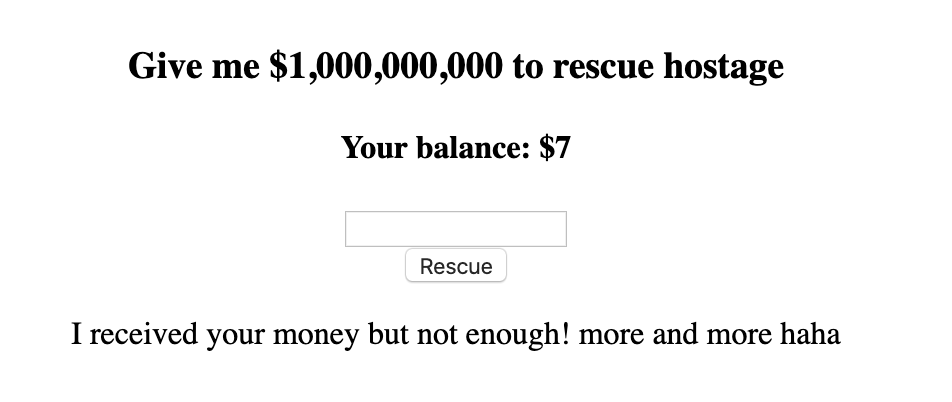 Give me $1,000,000,000 to rescue hostage
Your balance: $7
Rescue
I received your money but not enough! more and more haha